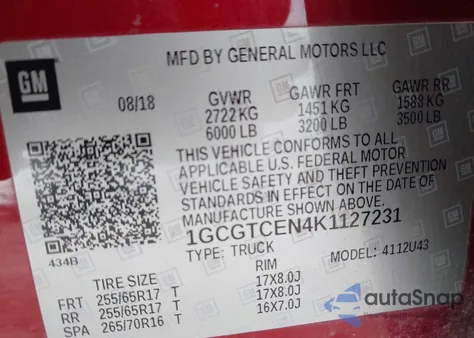 MFD BY GENERAL MOTORS LLC
GM
08/18 GVWR GAWR FRT GAWR RR
2722 KG 1451 KG 1588 KG
6000 LB 3200 LB 3500 LB
THIS VEHICLE CONFORMS TO ALL
APPLICABLE U.S. FEDERAL MOTOR
VEHICLE SAFETY AND THEFT PREVENTION
STANDARDS IN EFFECT ON THE DATE OF
MANUFACTURE SHOWN ABOVE.
1GCGTCEN4K1127231
434B TYPE: TRUCK MODEL: 4112U43
TIRE SIZE RIM
FRT 255/65R17 T 17X8.0J
RR 255/65R17 T 17X8.0J
SPA 265/70R16 T 16X7.0J
autoSnap